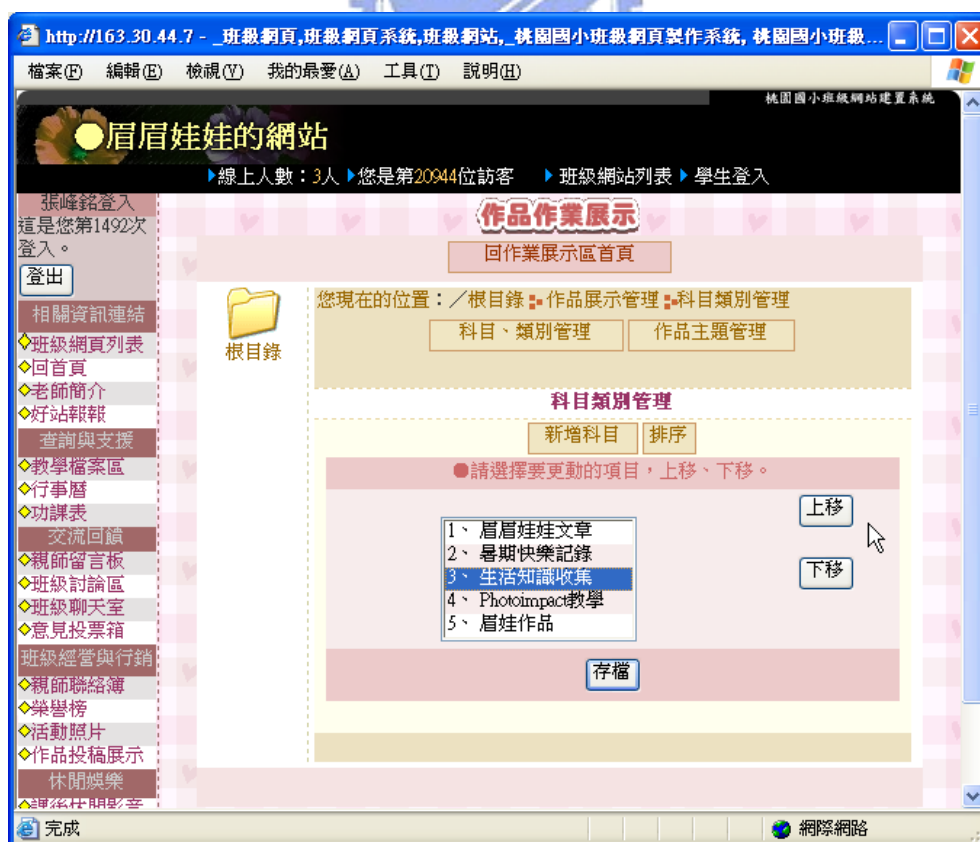 http://163.30.44.7 - _班級網頁,班級網頁系統,班級網站,_桃園國小班級網頁製作系統, 桃園國小班級...
檔案(F) 編輯(E) 檢視(V) 我的最愛(A) 工具(T) 說明(H)
桃園國小班級網站建置系統
●眉眉娃娃的網站
線上人數：3人 您是第20944位訪客 班級網站列表 學生登入
張峰銘登入
這是您第1492次
登入。
登出
相關資訊連結
班級網頁列表
回首頁
老師簡介
好站報報
查詢與支援
教學檔案區
行事曆
功課表
交流回饋
親師留言板
班級討論區
班級聊天室
意見投票箱
班級經營與行銷
親師聯絡簿
榮譽榜
活動照片
作品投稿展示
休閒娛樂
課後休閒影音
作品作業展示
回作業展示區首頁
根目錄
您現在的位置：／根目錄 作品展示管理 科目類別管理
科目、類別管理 作品主題管理
科目類別管理
新增科目 排序
●請選擇要更動的項目，上移、下移。
1、 眉眉娃娃文章
2、 暑期快樂記錄
3、 生活知識收集
4、 Photoimpact教學
5、 眉娃作品
上移
下移
存檔
完成 網際網路